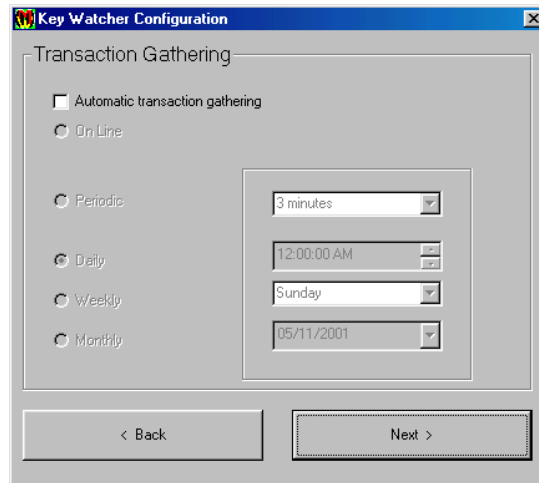 Key Watcher Configuration
Transaction Gathering
Automatic transaction gathering
On Line
Periodic
3 minutes
Daily
12:00:00 AM
Weekly
Sunday
Monthly
05/11/2001
< Back
Next >